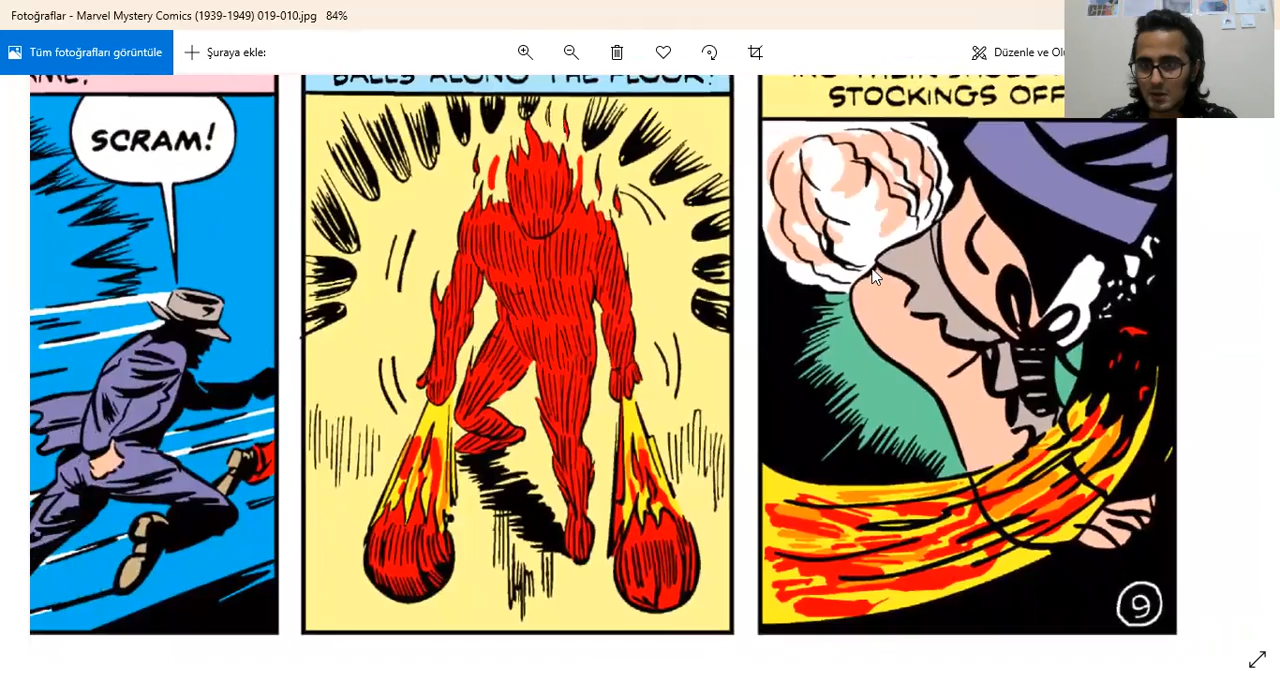 Fotoğraflar - Marvel Mystery Comics (1939-1949) 019-010.jpg   84%
Tüm fotoğrafları görüntüle
Şuraya ekle:
Düzenle ve
BALLS ALONG THE FLOOR!
STOCKINGS OFF
SCRAM!
9